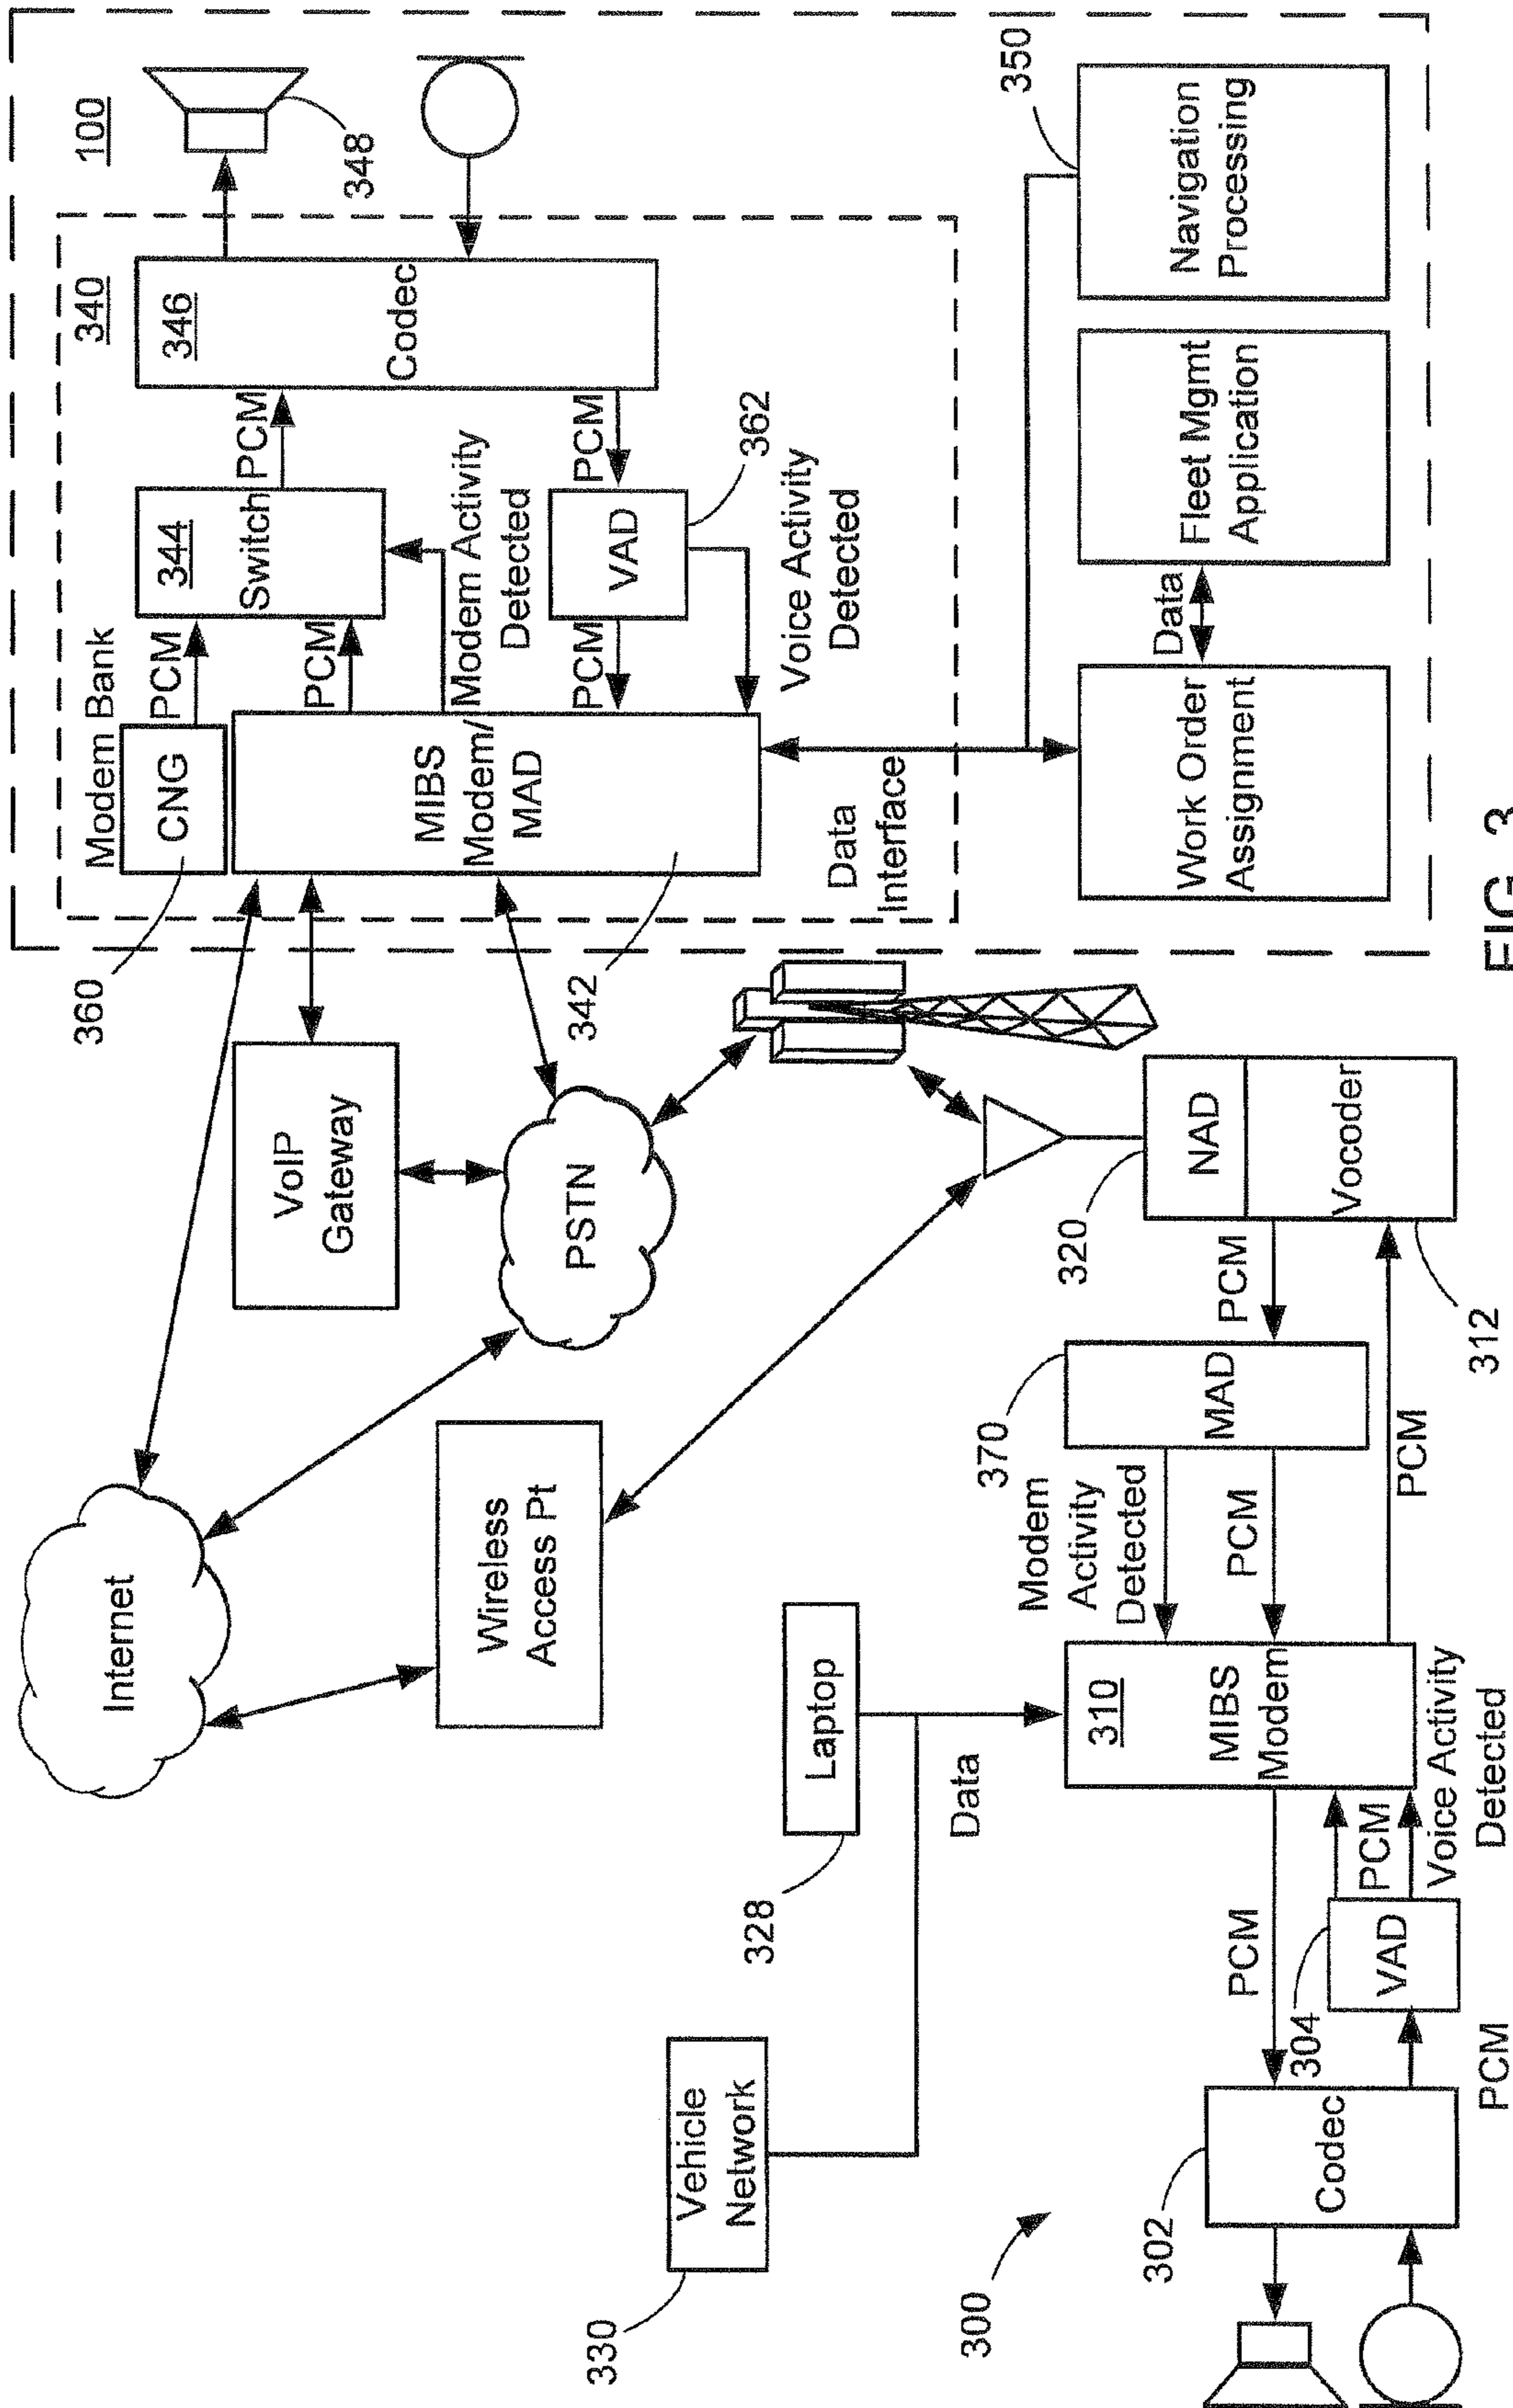 100
348
340
346
Codec
PCM
344
Switch
PCM
PCM
Modem Bank
CNG
360
MIBS
Modem/
MAD
342
Modem Activity
Detected
PCM
VAD
362
PCM
Voice Activity
Detected
Data
Interface
350
Navigation
Processing
Fleet Mgmt
Application
Data
Work Order
Assignment
Internet
VoIP
Gateway
PSTN
Wireless
Access Pt
320
NAD
Vocoder
312
PCM
370
MAD
Modem
Activity
Detected
PCM
PCM
Laptop
328
Vehicle
Network
330
Data
310
MIBS
Modem
PCM
PCM
Voice Activity
Detected
VAD
304
PCM
302
Codec
300
FIG. 3